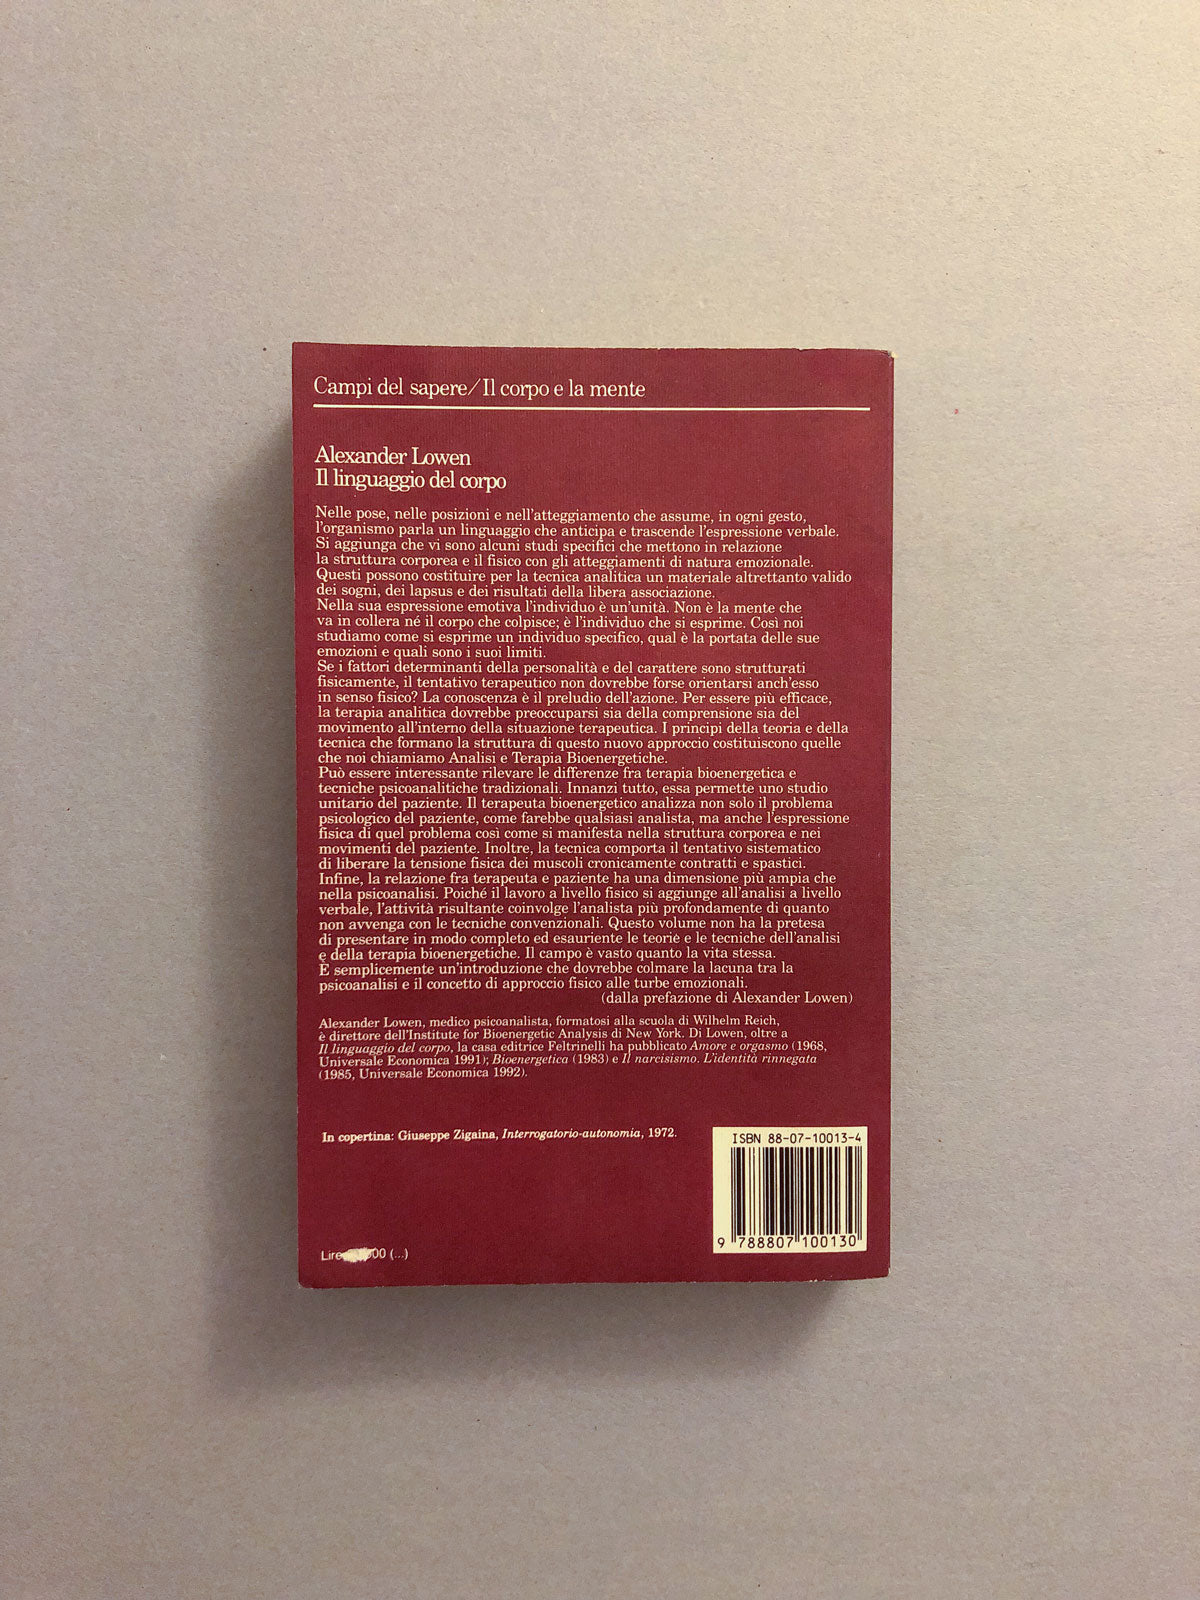 Campi del sapere/Il corpo e la mente
Alexander Lowen
Il linguaggio del corpo
Nelle pose, nelle posizioni e nell'atteggiamento che assume, in ogni gesto,
l'organismo parla un linguaggio che anticipa e trascende l'espressione verbale.
Si aggiunga che vi sono alcuni studi specifici che mettono in relazione
la struttura corporea e il fisico con gli atteggiamenti di natura emozionale.
Questi possono costituire per la tecnica analitica un materiale altrettanto valido
dei sogni, dei lapsus e dei risultati della libera associazione.
Nella sua espressione emotiva l'individuo è un'unità. Non è la mente che
va in collera né il corpo che colpisce; è l'individuo che si esprime. Così noi
studiamo come si esprime un individuo specifico, qual è la portata delle sue
emozioni e quali sono i suoi limiti.
Se i fattori determinanti della personalità e del carattere sono strutturati
fisicamente, il tentativo terapeutico non dovrebbe forse orientarsi anch'esso
in senso fisico? La conoscenza è il preludio dell'azione. Per essere più efficace,
la terapia analitica dovrebbe preoccuparsi sia della comprensione sia del
movimento all'interno della situazione terapeutica. I principi della teoria e della
tecnica che formano la struttura di questo nuovo approccio costituiscono quelle
che noi chiamiamo Analisi e Terapia Bioenergetiche.
Può essere interessante rilevare le differenze fra terapia bioenergetica e
tecniche psicoanalitiche tradizionali. Innanzi tutto, essa permette uno studio
unitario del paziente. Il terapeuta bioenergetico analizza non solo il problema
psicologico del paziente, come farebbe qualsiasi analista, ma anche l'espressione
fisica di quel problema così come si manifesta nella struttura corporea e nei
movimenti del paziente. Inoltre, la tecnica comporta il tentativo sistematico
di liberare la tensione fisica dei muscoli cronicamente contratti e spastici.
Infine, la relazione fra terapeuta e paziente ha una dimensione più ampia che
nella psicoanalisi. Poiché il lavoro a livello fisico si aggiunge all'analisi a livello
verbale, l'attività risultante coinvolge l'analista più profondamente di quanto
non avvenga con le tecniche convenzionali. Questo volume non ha la pretesa
di presentare in modo completo ed esauriente le teorie e le tecniche dell'analisi
e della terapia bioenergetiche. Il campo è vasto quanto la vita stessa.
È semplicemente un'introduzione che dovrebbe colmare la lacuna tra la
psicoanalisi e il concetto di approccio fisico alle turbe emozionali.
(dalla prefazione di Alexander Lowen)
Alexander Lowen, medico psicoanalista, formatosi alla scuola di Wilhelm Reich,
è direttore dell'Institute for Bioenergetic Analysis di New York. Di Lowen, oltre a
Il linguaggio del corpo, la casa editrice Feltrinelli ha pubblicato Amore e orgasmo (1968,
Universale Economica 1991); Bioenergetica (1983) e Il narcisismo. L'identità rinnegata
(1985, Universale Economica 1992).
In copertina: Giuseppe Zigaina, Interrogatorio-autonomia, 1972.
ISBN 88-07-10013-4
9 788807 100130
Lire (...)